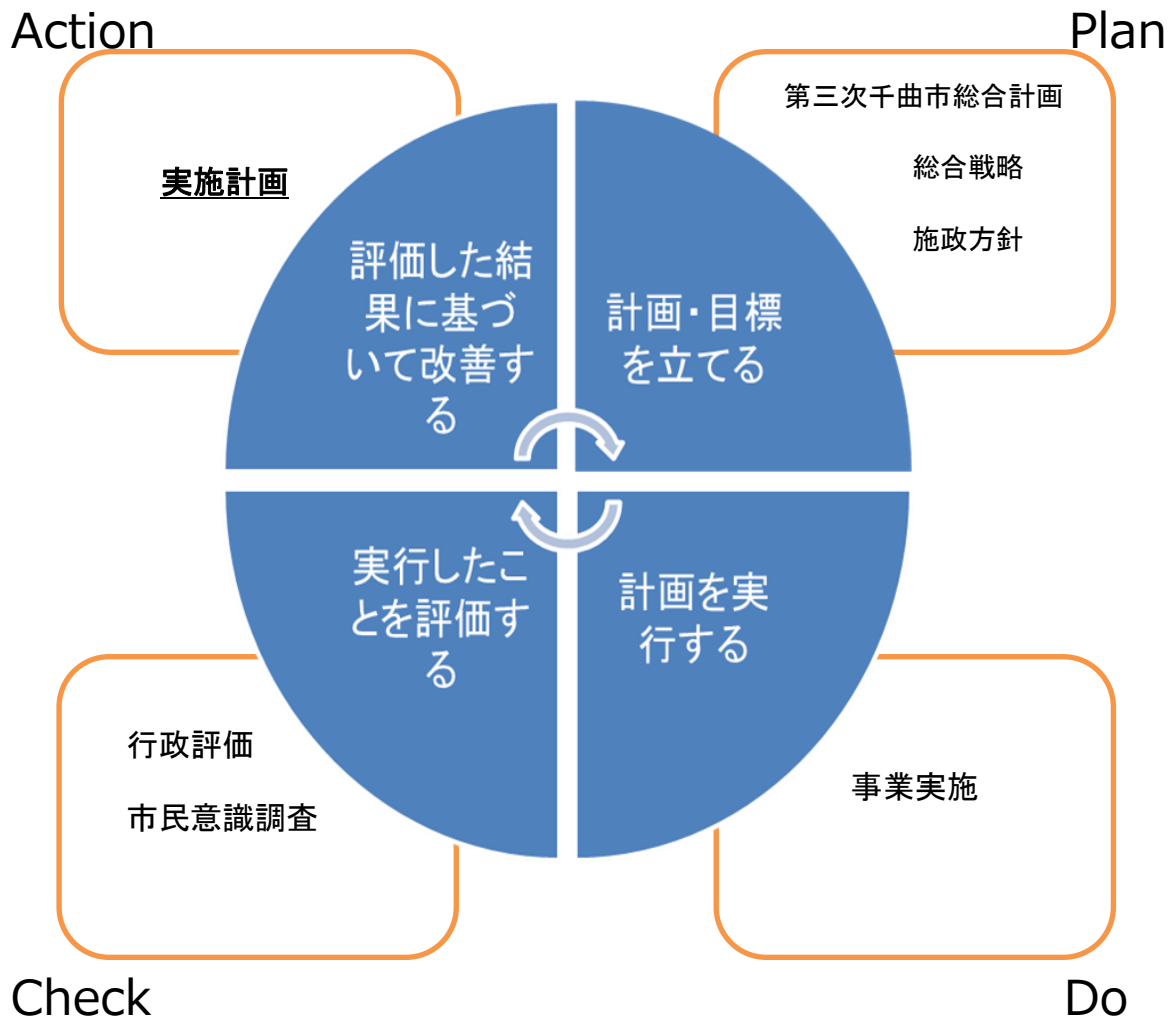 Action
Plan
実施計画
第三次千曲市総合計画
総合戦略
施政方針
評価した結
果に基づ
いて改善す
る
計画・目標
を立てる
実行したこ
とを評価す
る
計画を実
行する
行政評価
市民意識調査
事業実施
Check
Do